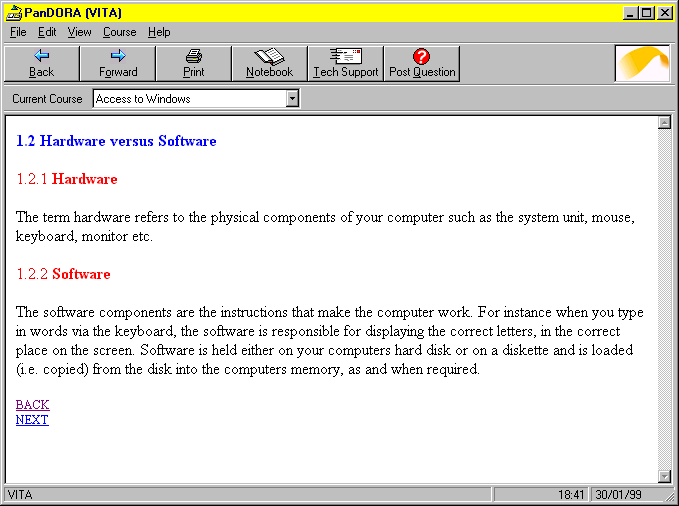 PanDORA (VITA)
File Edit View Course Help
Back Forward Print Notebook Tech Support Post Question
Current Course Access to Windows
1.2 Hardware versus Software
1.2.1 Hardware
The term hardware refers to the physical components of your computer such as the system unit, mouse,
keyboard, monitor etc.
1.2.2 Software
The software components are the instructions that make the computer work. For instance when you type
in words via the keyboard, the software is responsible for displaying the correct letters, in the correct
place on the screen. Software is held either on your computers hard disk or on a diskette and is loaded
(i.e. copied) from the disk into the computers memory, as and when required.
BACK
NEXT
VITA 18:41 30/01/99